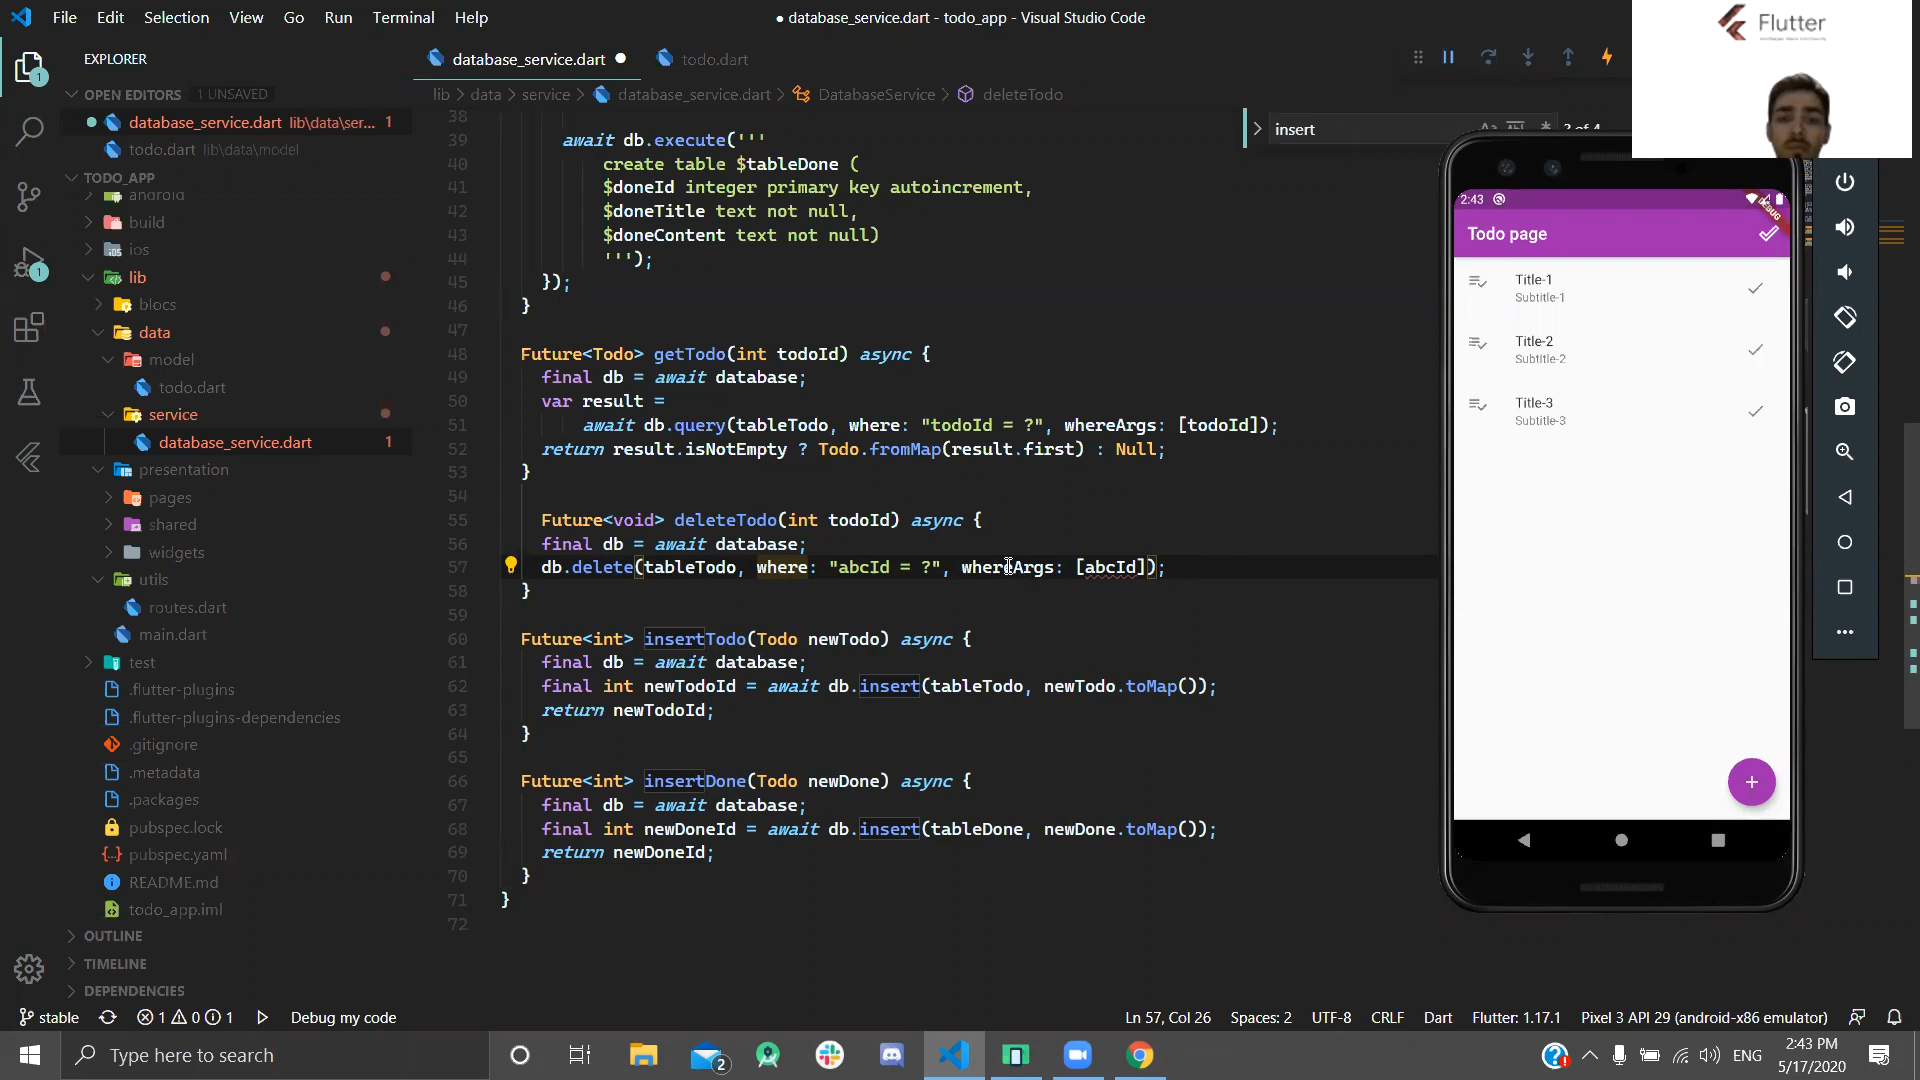 File Edit Selection View Go Run Terminal Help
● database_service.dart - todo_app - Visual Studio Code
Flutter
EXPLORER
OPEN EDITORS 1 UNSAVED
database_service.dart lib\data\ser... 1
todo.dart lib\data\model
TODO_APP
android
build
ios
lib
blocs
data
model
todo.dart
service
database_service.dart 1
presentation
pages
shared
widgets
utils
routes.dart
main.dart
test
.flutter-plugins
.flutter-plugins-dependencies
.gitignore
.metadata
.packages
pubspec.lock
pubspec.yaml
README.md
todo_app.iml
OUTLINE
TIMELINE
DEPENDENCIES
database_service.dart
todo.dart
lib > data > service > database_service.dart > DatabaseService > deleteTodo
insert
38
39 await db.execute('''
40 create table $tableDone (
41 $doneId integer primary key autoincrement,
42 $doneTitle text not null,
43 $doneContent text not null)
44 ''');
45 });
46 }
47
48 Future<Todo> getTodo(int todoId) async {
49 final db = await database;
50 var result =
51 await db.query(tableTodo, where: "todoId = ?", whereArgs: [todoId]);
52 return result.isNotEmpty ? Todo.fromMap(result.first) : Null;
53 }
54
55 Future<void> deleteTodo(int todoId) async {
56 final db = await database;
57 db.delete(tableTodo, where: "abcId = ?", whereArgs: [abcId]);
58 }
59
60 Future<int> insertTodo(Todo newTodo) async {
61 final db = await database;
62 final int newTodoId = await db.insert(tableTodo, newTodo.toMap());
63 return newTodoId;
64 }
65
66 Future<int> insertDone(Todo newDone) async {
67 final db = await database;
68 final int newDoneId = await db.insert(tableDone, newDone.toMap());
69 return newDoneId;
70 }
71 }
72
2:43
DEBUG
Todo page
Title-1
Subtitle-1
Title-2
Subtitle-2
Title-3
Subtitle-3
stable 1 0 1 Debug my code
Ln 57, Col 26 Spaces: 2 UTF-8 CRLF Dart Flutter: 1.17.1 Pixel 3 API 29 (android-x86 emulator)
Type here to search
2
ENG
2:43 PM
5/17/2020